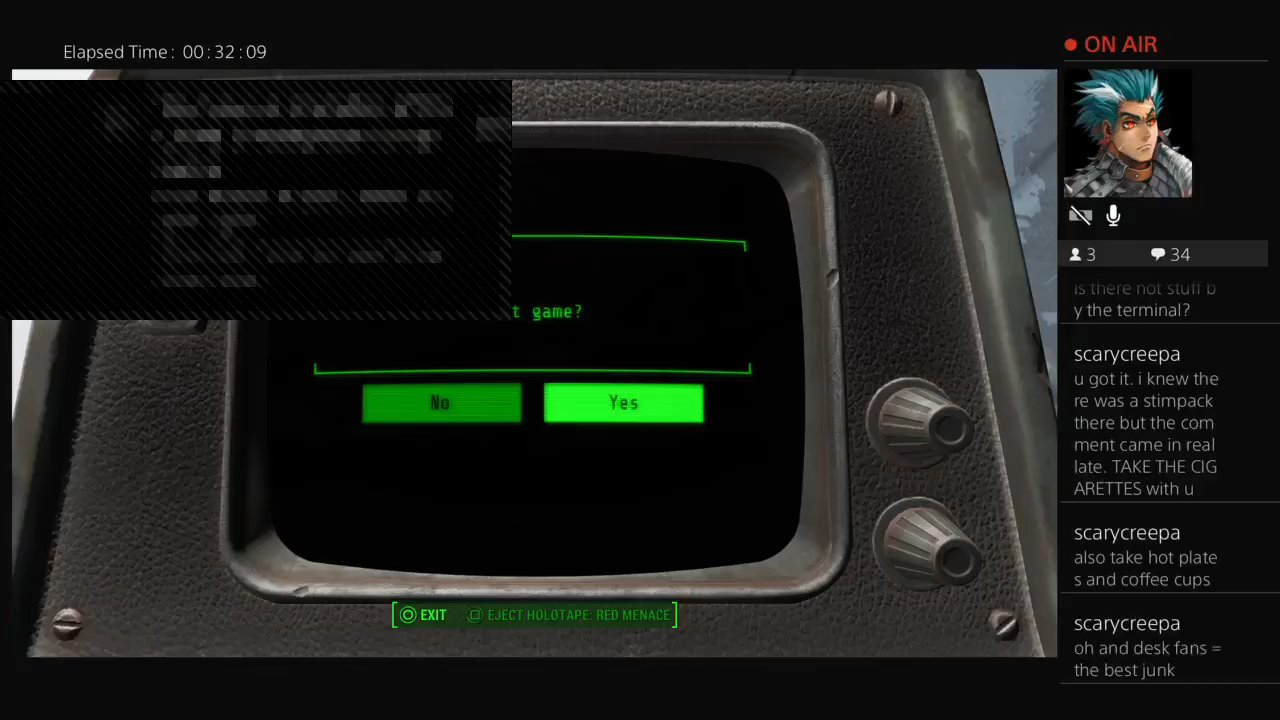 Elapsed Time: 00:32:09
ON AIR
3
34
is there not stuff b
y the terminal?
scarycreepa
u got it. i knew the
re was a stimpack
there but the com
ment came in real
late. TAKE THE CIG
ARETTES with u
scarycreepa
also take hot plate
s and coffee cups
scarycreepa
oh and desk fans =
the best junk
t game?
No
Yes
EXIT
EJECT HOLOTAPE: RED MENACE